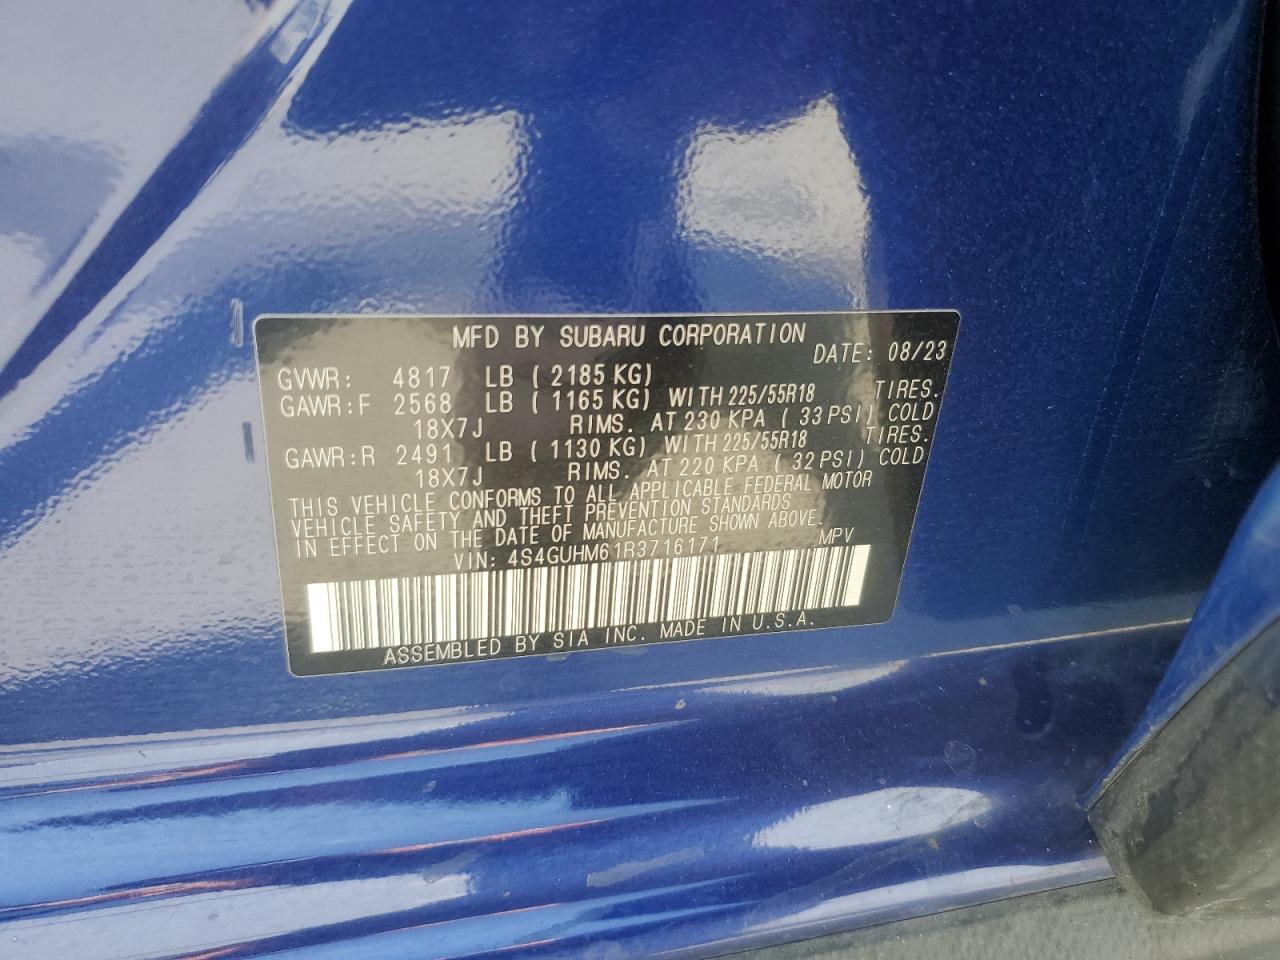 MFD BY SUBARU CORPORATION
DATE: 08/23
GVWR: 4817 LB ( 2185 KG)
GAWR:F 2568 LB ( 1165 KG) WITH 225/55R18 TIRES.
18X7J RIMS. AT 230 KPA ( 33 PSI) COLD
GAWR:R 2491 LB ( 1130 KG) WITH 225/55R18 TIRES.
18X7J RIMS. AT 220 KPA ( 32 PSI) COLD
THIS VEHICLE CONFORMS TO ALL APPLICABLE FEDERAL MOTOR
VEHICLE SAFETY AND THEFT PREVENTION STANDARDS
IN EFFECT ON THE DATE OF MANUFACTURE SHOWN ABOVE.
VIN: 4S4GUHM61R3716171 MPV
ASSEMBLED BY SIA INC. MADE IN U.S.A.